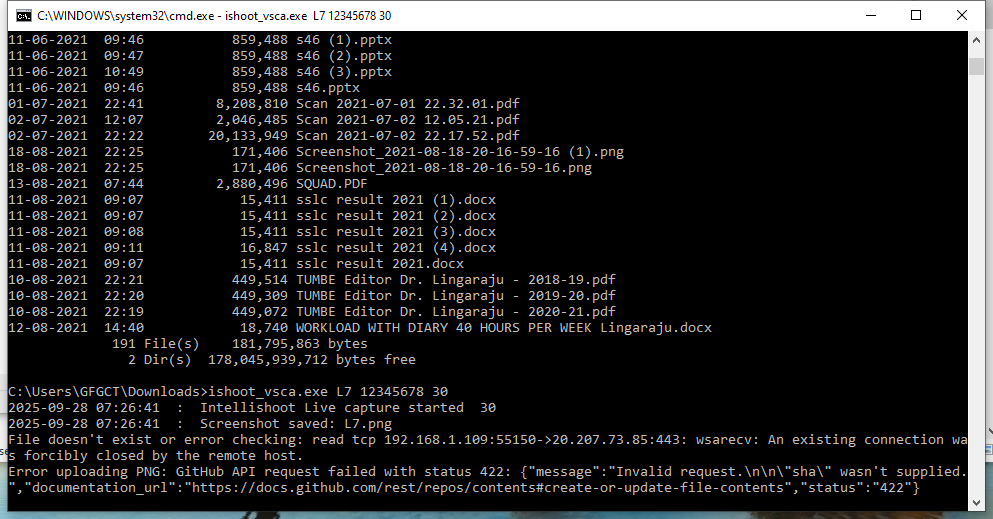 C:\WINDOWS\system32\cmd.exe - ishoot_vsca.exe  L7 12345678 30
11-06-2021  09:46           859,488 s46 (1).pptx
11-06-2021  09:47           859,488 s46 (2).pptx
11-06-2021  10:49           859,488 s46 (3).pptx
11-06-2021  09:46           859,488 s46.pptx
01-07-2021  22:41         8,208,810 Scan 2021-07-01 22.32.01.pdf
02-07-2021  12:07         2,046,485 Scan 2021-07-02 12.05.21.pdf
02-07-2021  22:22        20,133,949 Scan 2021-07-02 22.17.52.pdf
18-08-2021  22:25           171,406 Screenshot_2021-08-18-20-16-59-16 (1).png
18-08-2021  22:25           171,406 Screenshot_2021-08-18-20-16-59-16.png
13-08-2021  07:44         2,880,496 SQUAD.PDF
11-08-2021  09:07            15,411 sslc result 2021 (1).docx
11-08-2021  09:07            15,411 sslc result 2021 (2).docx
11-08-2021  09:08            15,411 sslc result 2021 (3).docx
11-08-2021  09:11            16,847 sslc result 2021 (4).docx
11-08-2021  09:07            15,411 sslc result 2021.docx
10-08-2021  22:21           449,514 TUMBE Editor Dr. Lingaraju - 2018-19.pdf
10-08-2021  22:20           449,309 TUMBE Editor Dr. Lingaraju - 2019-20.pdf
10-08-2021  22:19           449,072 TUMBE Editor Dr. Lingaraju - 2020-21.pdf
12-08-2021  14:40            18,740 WORKLOAD WITH DIARY 40 HOURS PER WEEK Lingaraju.docx
             191 File(s)    181,795,863 bytes
               2 Dir(s)  178,045,939,712 bytes free
C:\Users\GFGCT\Downloads>ishoot_vsca.exe L7 12345678 30
2025-09-28 07:26:41  :  Intellishoot Live capture started  30
2025-09-28 07:26:41  :  Screenshot saved: L7.png
File doesn't exist or error checking: read tcp 192.168.1.109:55150->20.207.73.85:443: wsarecv: An existing connection wa
s forcibly closed by the remote host.
Error uploading PNG: GitHub API request failed with status 422: {"message":"Invalid request.\n\n\"sha\" wasn't supplied.
","documentation_url":"https://docs.github.com/rest/repos/contents#create-or-update-file-contents","status":"422"}